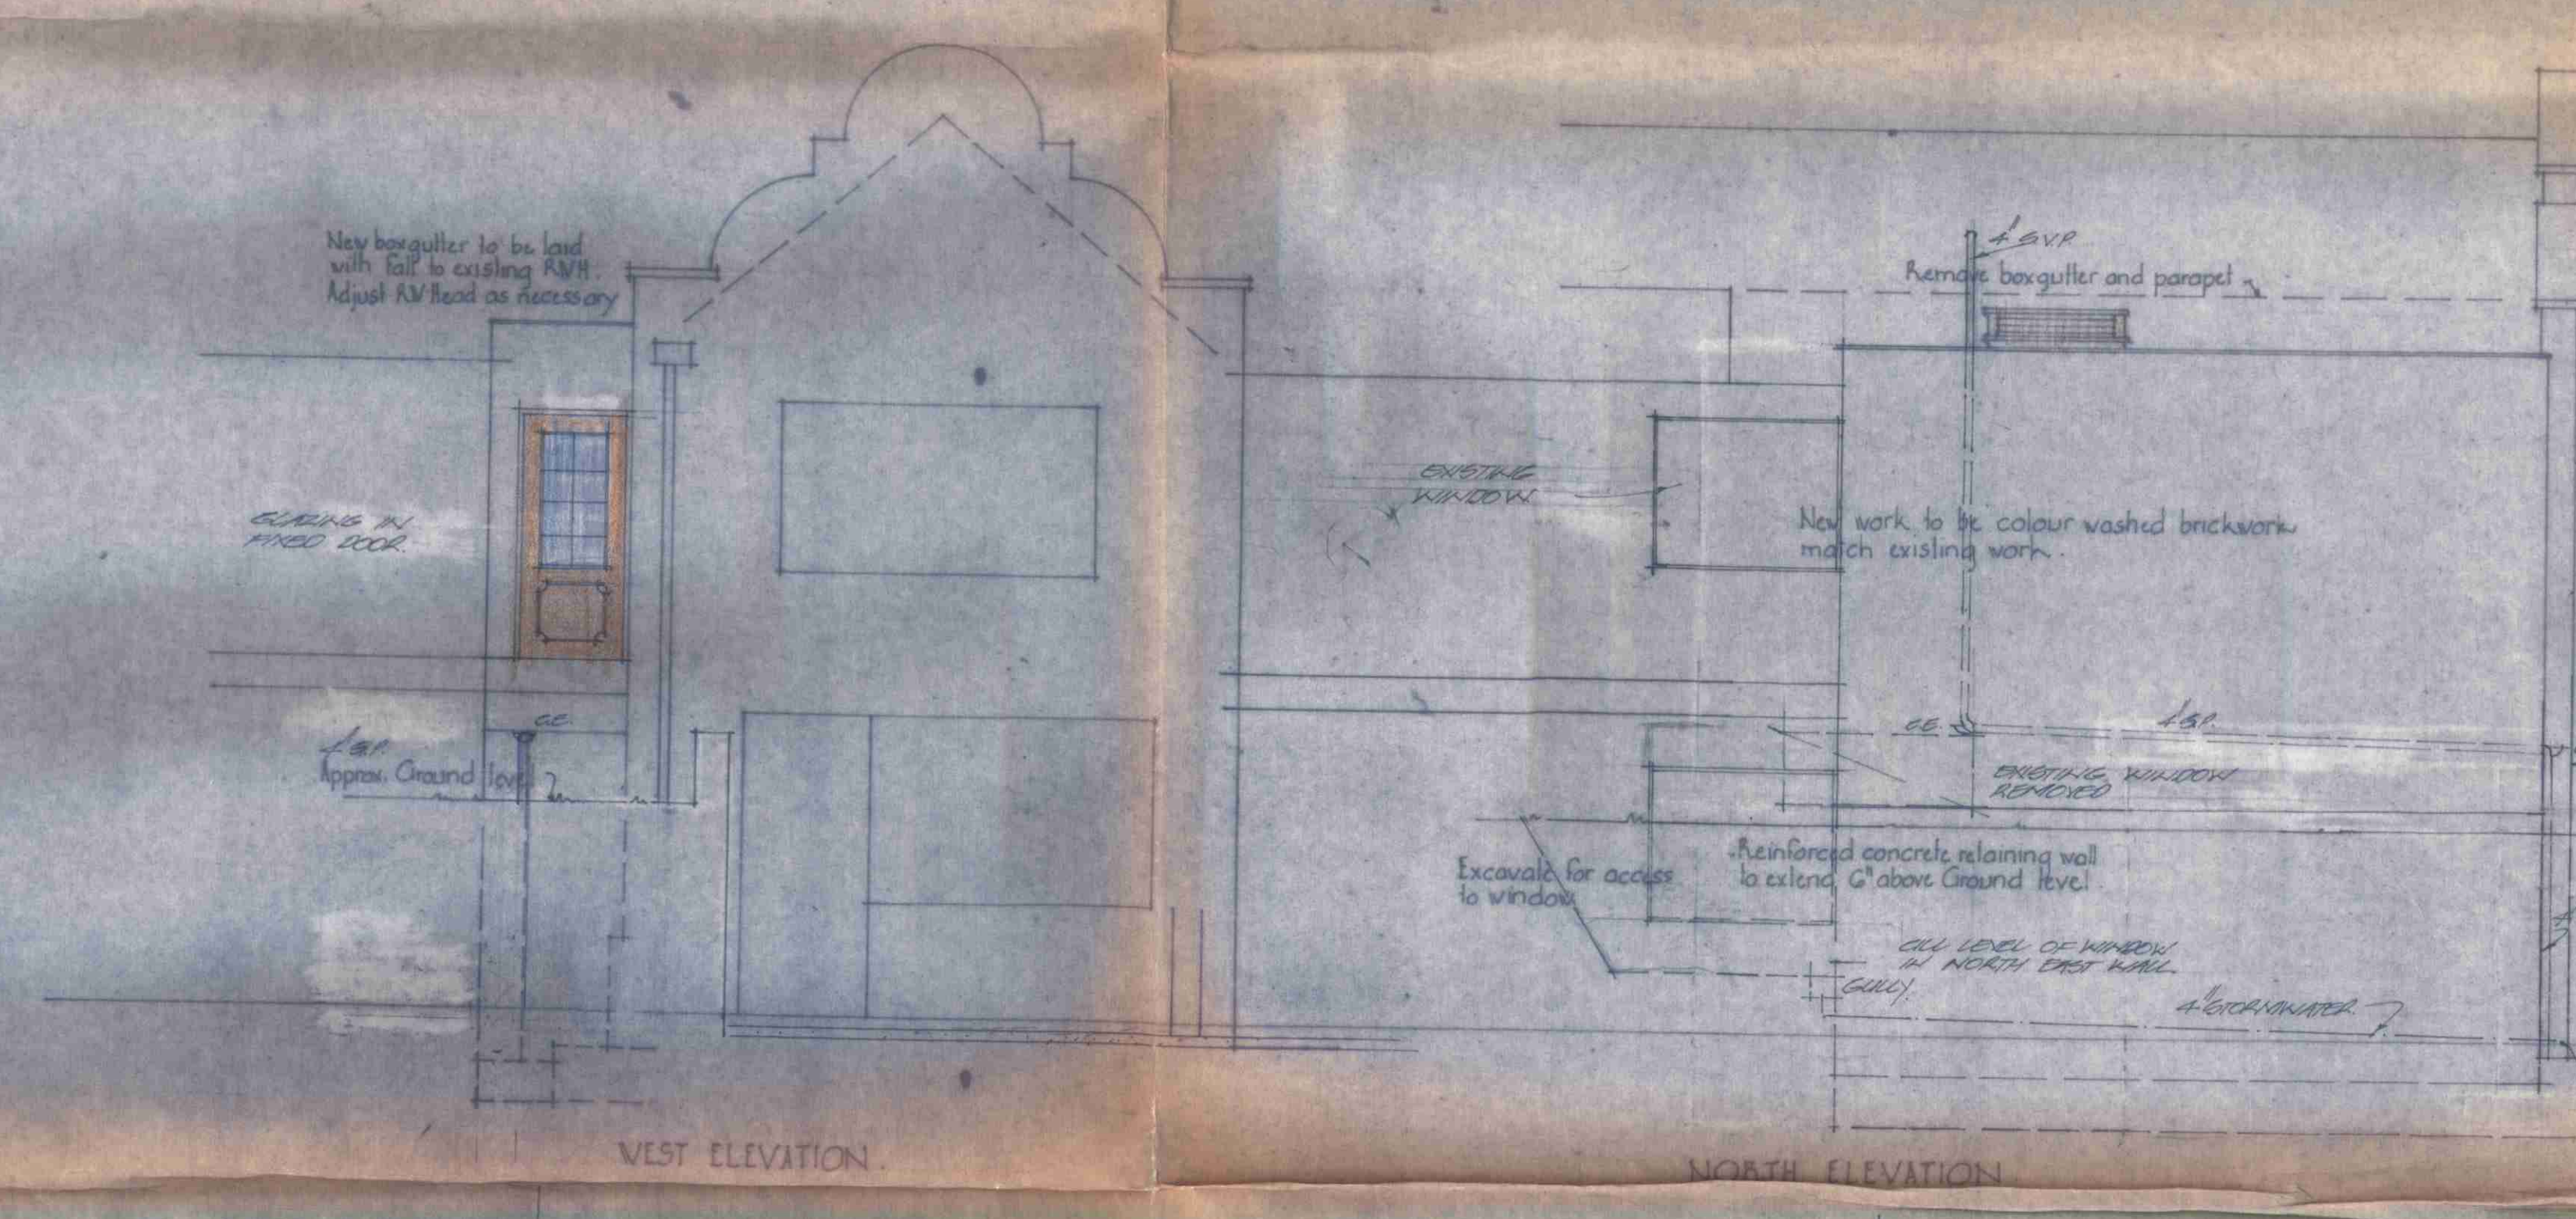 New boxgutter to be laid
with fall to existing RWH.
Adjust RW Head as necessary
GLAZING IN
FIXED DOOR.
C.E.
4" S.P.
Approx. Ground level
WEST ELEVATION.
4" S.V.P.
Remove boxgutter and parapet
EXISTING
WINDOW
New work to be colour washed brickwork
match existing work.
C.E.
4" S.P.
EXISTING WINDOW
REMOVED
Excavate for access
to window
Reinforced concrete retaining wall
to extend 6" above Ground level.
CILL LEVEL OF WINDOW
IN NORTH EAST WALL.
GULLY.
4" STORMWATER
NORTH ELEVATION